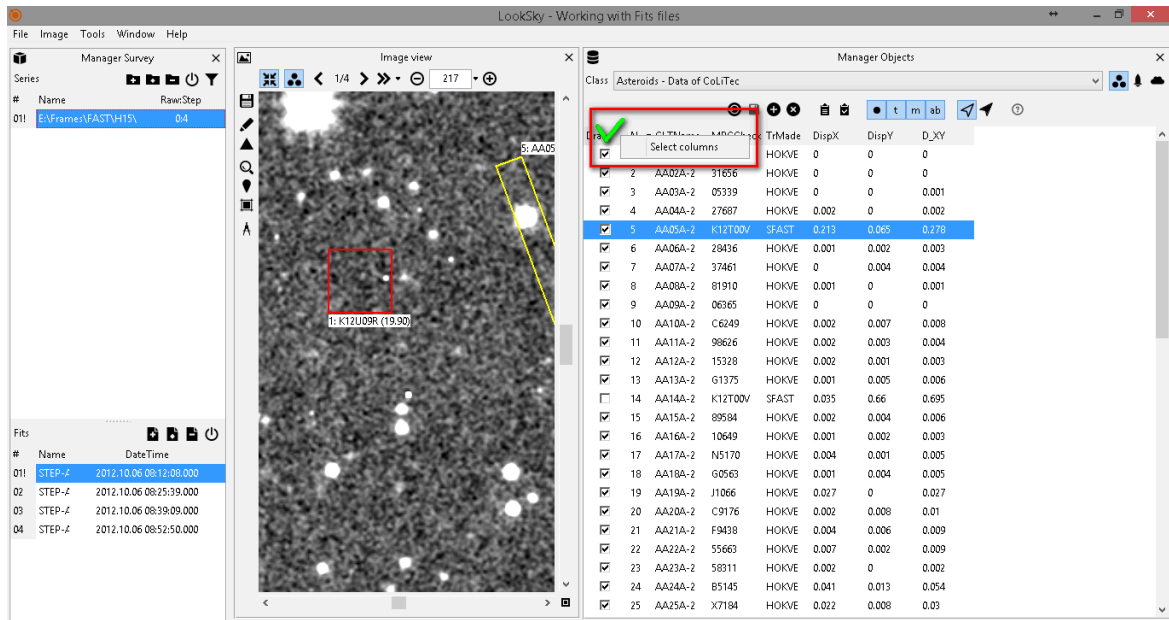 LookSky - Working with Fits files
File Image Tools Window Help
Manager Survey
Series
# Name Raw:Step
01! E:\Frames\FAST\H15\ 0:4
Fits
# Name DateTime
01! STEP-A 2012.10.06 08:12:08.000
02 STEP-A 2012.10.06 08:25:39.000
03 STEP-A 2012.10.06 08:39:09.000
04 STEP-A 2012.10.06 08:52:50.000
Image view
1/4 217
5: AA05
1: K12U09R (19.90)
Manager Objects
Class Asteroids - Data of CoLiTec
t m ab
N CLTName MPCCheck TrMade DispX DispY D_XY
Select columns
HOKVE 0 0 0
2 AA02A-2 31656 HOKVE 0 0 0
3 AA03A-2 05339 HOKVE 0 0 0.001
4 AA04A-2 27687 HOKVE 0.002 0 0.002
5 AA05A-2 K12T00V SFAST 0.213 0.065 0.278
6 AA06A-2 28436 HOKVE 0.001 0.002 0.003
7 AA07A-2 37461 HOKVE 0 0.004 0.004
8 AA08A-2 81910 HOKVE 0.001 0 0.001
9 AA09A-2 06365 HOKVE 0 0 0
10 AA10A-2 C6249 HOKVE 0.002 0.007 0.008
11 AA11A-2 98626 HOKVE 0.002 0.003 0.004
12 AA12A-2 15328 HOKVE 0.002 0.001 0.003
13 AA13A-2 G1375 HOKVE 0.001 0.005 0.006
14 AA14A-2 K12T00V SFAST 0.035 0.66 0.695
15 AA15A-2 89584 HOKVE 0.002 0.004 0.006
16 AA16A-2 10649 HOKVE 0.001 0.002 0.003
17 AA17A-2 N5170 HOKVE 0.004 0.001 0.005
18 AA18A-2 G0563 HOKVE 0.001 0.004 0.005
19 AA19A-2 J1066 HOKVE 0.027 0 0.027
20 AA20A-2 C9176 HOKVE 0.002 0.008 0.01
21 AA21A-2 F9438 HOKVE 0.004 0.006 0.009
22 AA22A-2 55663 HOKVE 0.007 0.002 0.009
23 AA23A-2 58311 HOKVE 0.002 0 0.002
24 AA24A-2 B5145 HOKVE 0.041 0.013 0.054
25 AA25A-2 X7184 HOKVE 0.022 0.008 0.03